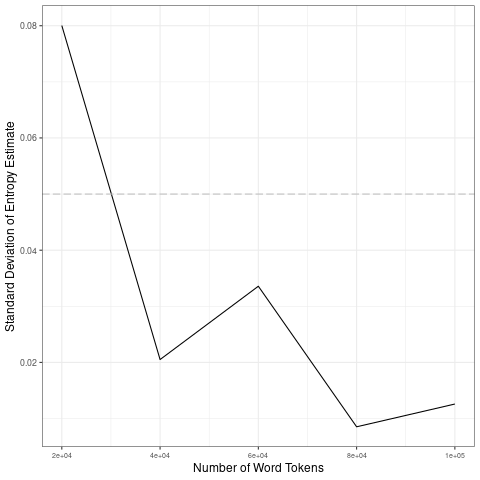 0.08
0.06
0.04
0.02
Standard Deviation of Entropy Estimate
2e+04 4e+04 6e+04 8e+04 1e+05
Number of Word Tokens